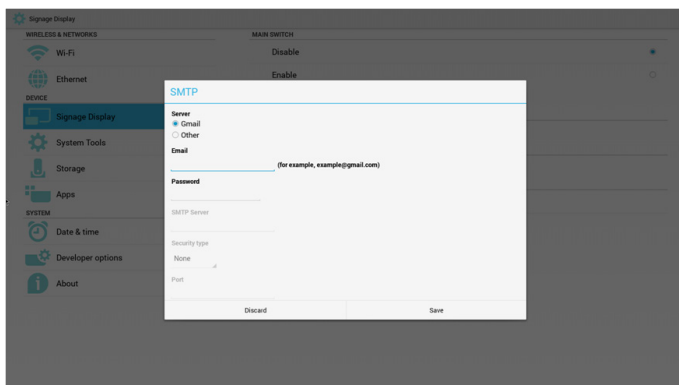 Signage Display
WIRELESS & NETWORKS
MAIN SWITCH
Wi-Fi
Disable
Ethernet
Enable
DEVICE
Signage Display
System Tools
Storage
Apps
SYSTEM
Date & time
Developer options
About
SMTP
Server
Gmail
Other
Email
(for example, example@gmail.com)
Password
SMTP Server
Security type
None
Port
Discard Save